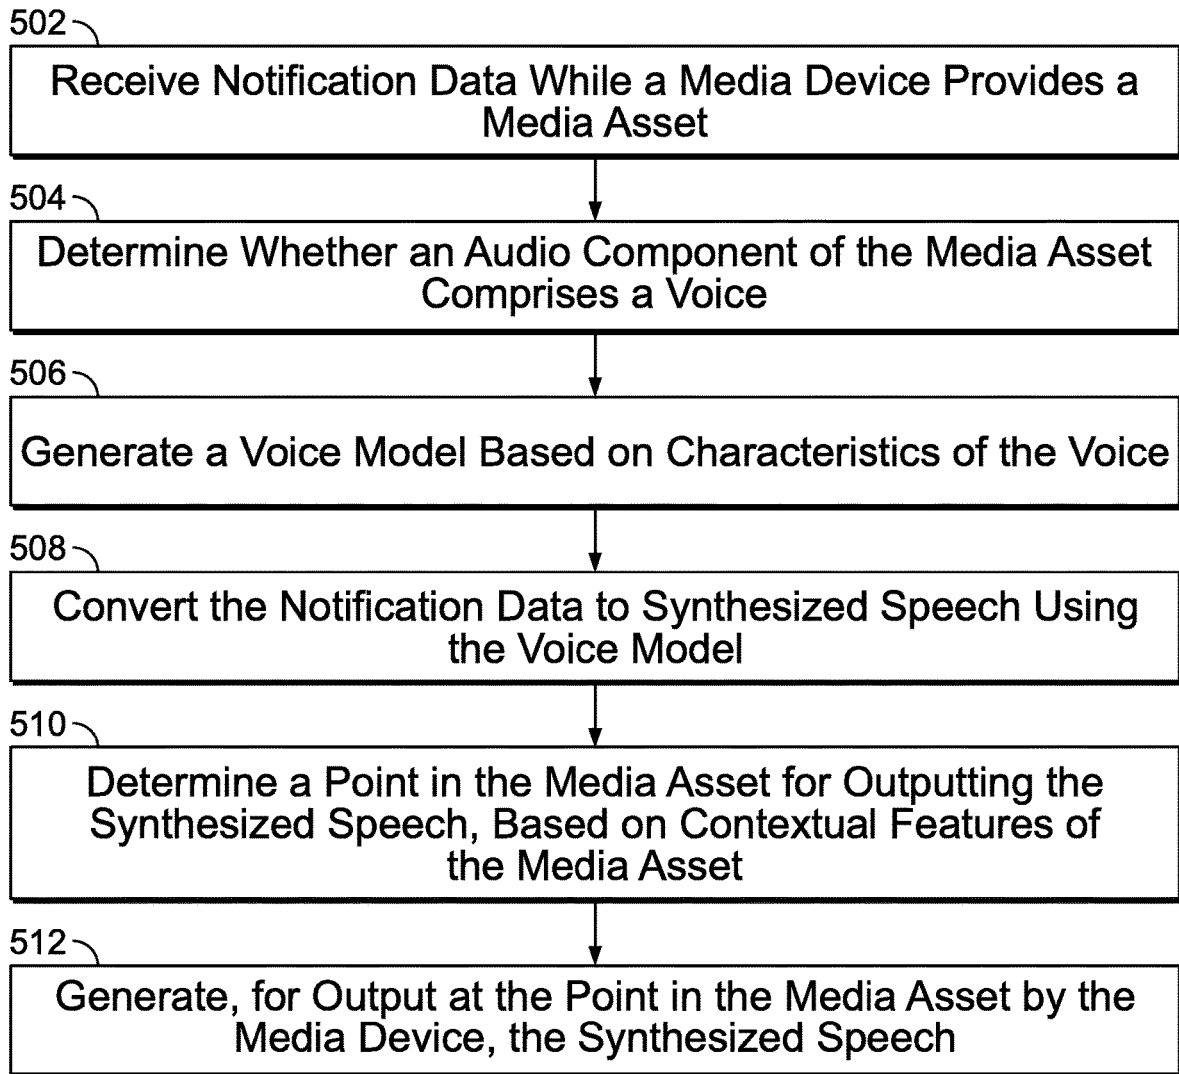 502
Receive Notification Data While a Media Device Provides a
Media Asset
504
Determine Whether an Audio Component of the Media Asset
Comprises a Voice
506
Generate a Voice Model Based on Characteristics of the Voice
508
Convert the Notification Data to Synthesized Speech Using
the Voice Model
510
Determine a Point in the Media Asset for Outputting the
Synthesized Speech, Based on Contextual Features of
the Media Asset
512
Generate, for Output at the Point in the Media Asset by the
Media Device, the Synthesized Speech